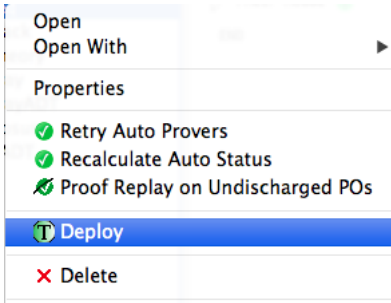 Open
Open With
Properties
Retry Auto Provers
Recalculate Auto Status
Proof Replay on Undischarged POs
T Deploy
Delete